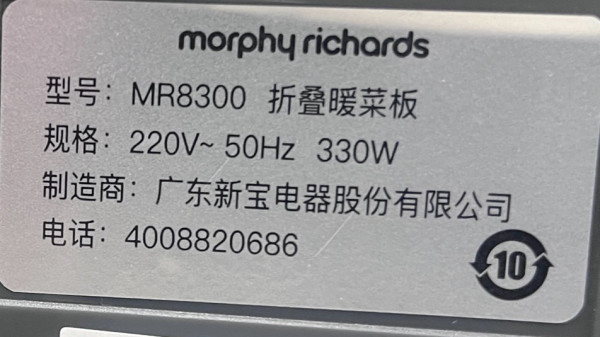 morphy richards
型号: MR8300 折叠暖菜板
规格: 220V~ 50Hz 330W
制造商: 广东新宝电器股份有限公司
电话: 4008820686
10